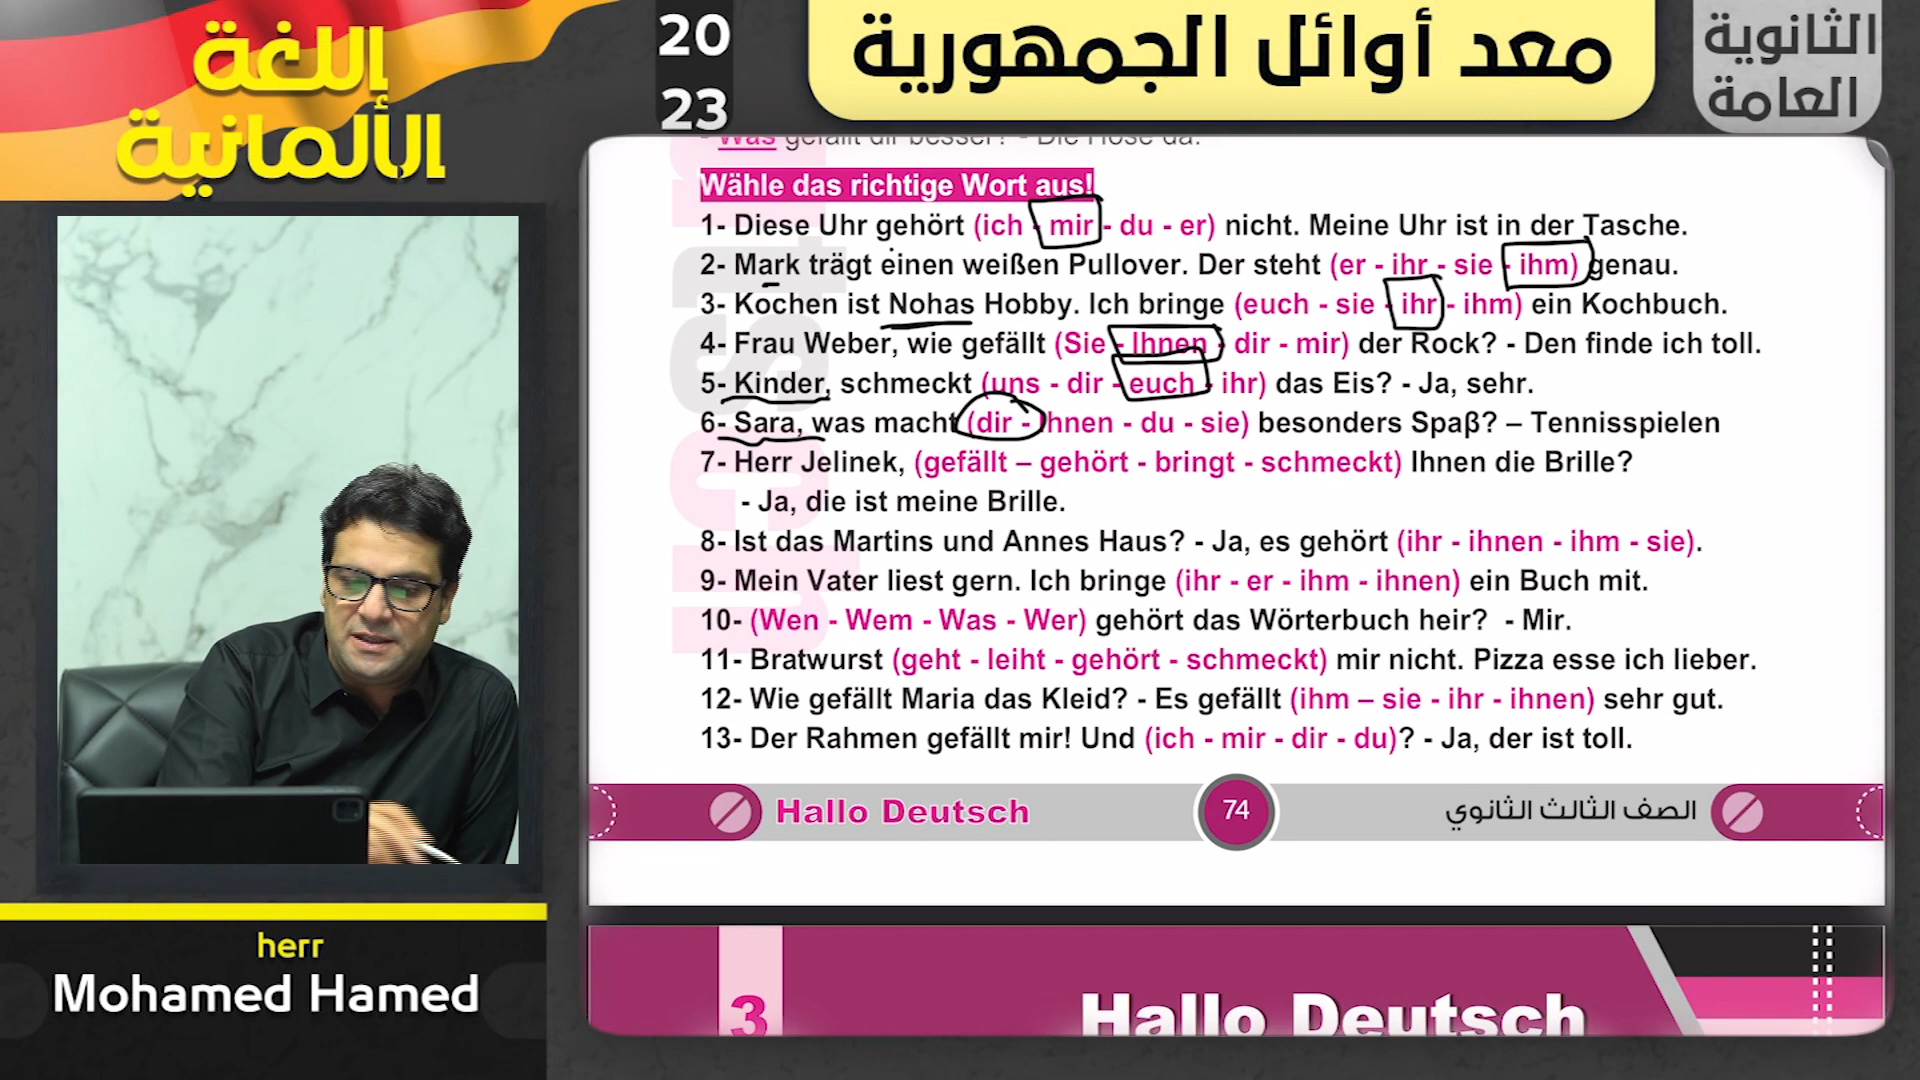 اللغة
الألمانية
20
23
معد أوائل الجمهورية
الثانوية
العامة
- Was gefällt dir besser? - Die Hose da.
Wähle das richtige Wort aus!
1- Diese Uhr gehört (ich - mir - du - er) nicht. Meine Uhr ist in der Tasche.
2- Mark trägt einen weißen Pullover. Der steht (er - ihr - sie - ihm) genau.
3- Kochen ist Nohas Hobby. Ich bringe (euch - sie - ihr - ihm) ein Kochbuch.
4- Frau Weber, wie gefällt (Sie - Ihnen - dir - mir) der Rock? - Den finde ich toll.
5- Kinder, schmeckt (uns - dir - euch - ihr) das Eis? - Ja, sehr.
6- Sara, was macht (dir - Ihnen - du - sie) besonders Spaβ? – Tennisspielen
7- Herr Jelinek, (gefällt – gehört - bringt - schmeckt) Ihnen die Brille?
- Ja, die ist meine Brille.
8- Ist das Martins und Annes Haus? - Ja, es gehört (ihr - ihnen - ihm - sie).
9- Mein Vater liest gern. Ich bringe (ihr - er - ihm - ihnen) ein Buch mit.
10- (Wen - Wem - Was - Wer) gehört das Wörterbuch heir? - Mir.
11- Bratwurst (geht - leiht - gehört - schmeckt) mir nicht. Pizza esse ich lieber.
12- Wie gefällt Maria das Kleid? - Es gefällt (ihm – sie - ihr - ihnen) sehr gut.
13- Der Rahmen gefällt mir! Und (ich - mir - dir - du)? - Ja, der ist toll.
Hallo Deutsch
74
الصف الثالث الثانوي
3
Hallo Deutsch
herr
Mohamed Hamed